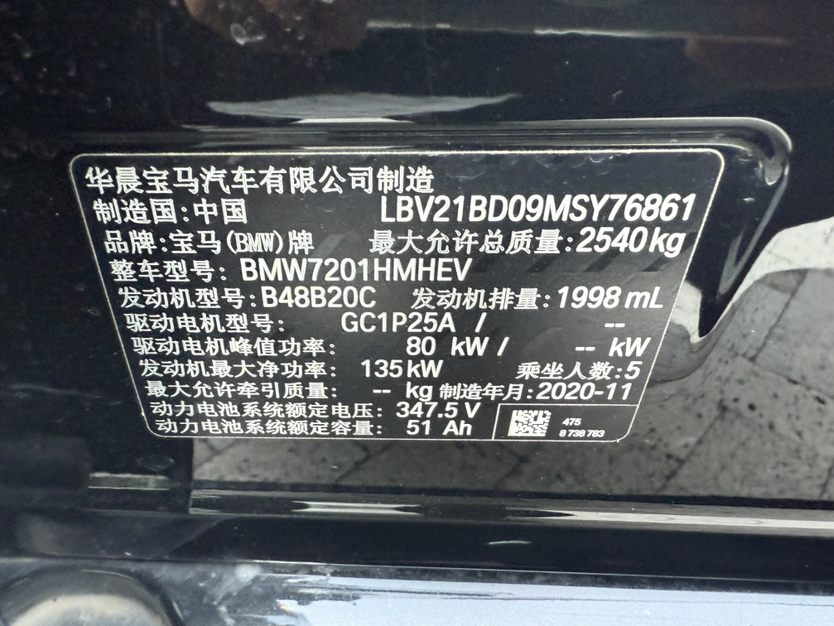 华晨宝马汽车有限公司制造
制造国:中国 LBV21BD09MSY76861
品牌:宝马(BMW)牌 最大允许总质量:2540kg
整车型号: BMW7201HMHEV
发动机型号:B48B20C 发动机排量:1998 mL
驱动电机型号: GC1P25A / --
驱动电机峰值功率: 80 kW / -- kW
发动机最大净功率: 135kW 乘坐人数:5
最大允许牵引质量: -- kg 制造年月:2020-11
动力电池系统额定电压: 347.5 V
动力电池系统额定容量: 51 Ah
475
8 738 783